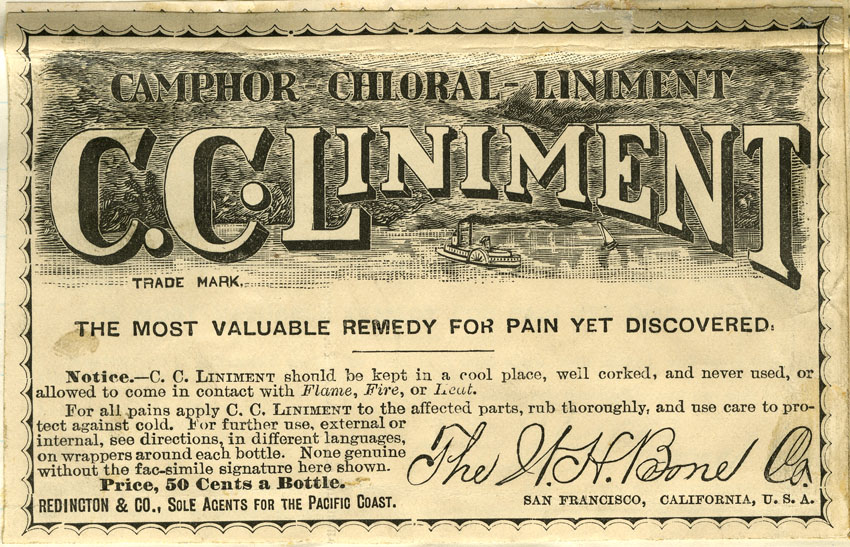 CAMPHOR-CHLORAL-LINIMENT
C.C.LINIMENT
TRADE MARK.
THE MOST VALUABLE REMEDY FOR PAIN YET DISCOVERED.
Notice.—C. C. LINIMENT should be kept in a cool place, well corked, and never used, or
allowed to come in contact with Flame, Fire, or Heat.
For all pains apply C. C. LINIMENT to the affected parts, rub thoroughly, and use care to pro-
tect against cold. For further use, external or
internal, see directions, in different languages,
on wrappers around each bottle. None genuine
without the fac-simile signature here shown.
Price, 50 Cents a Bottle.
The W. H. Bone Co.
REDINGTON & CO., SOLE AGENTS FOR THE PACIFIC COAST.
SAN FRANCISCO, CALIFORNIA, U. S. A.